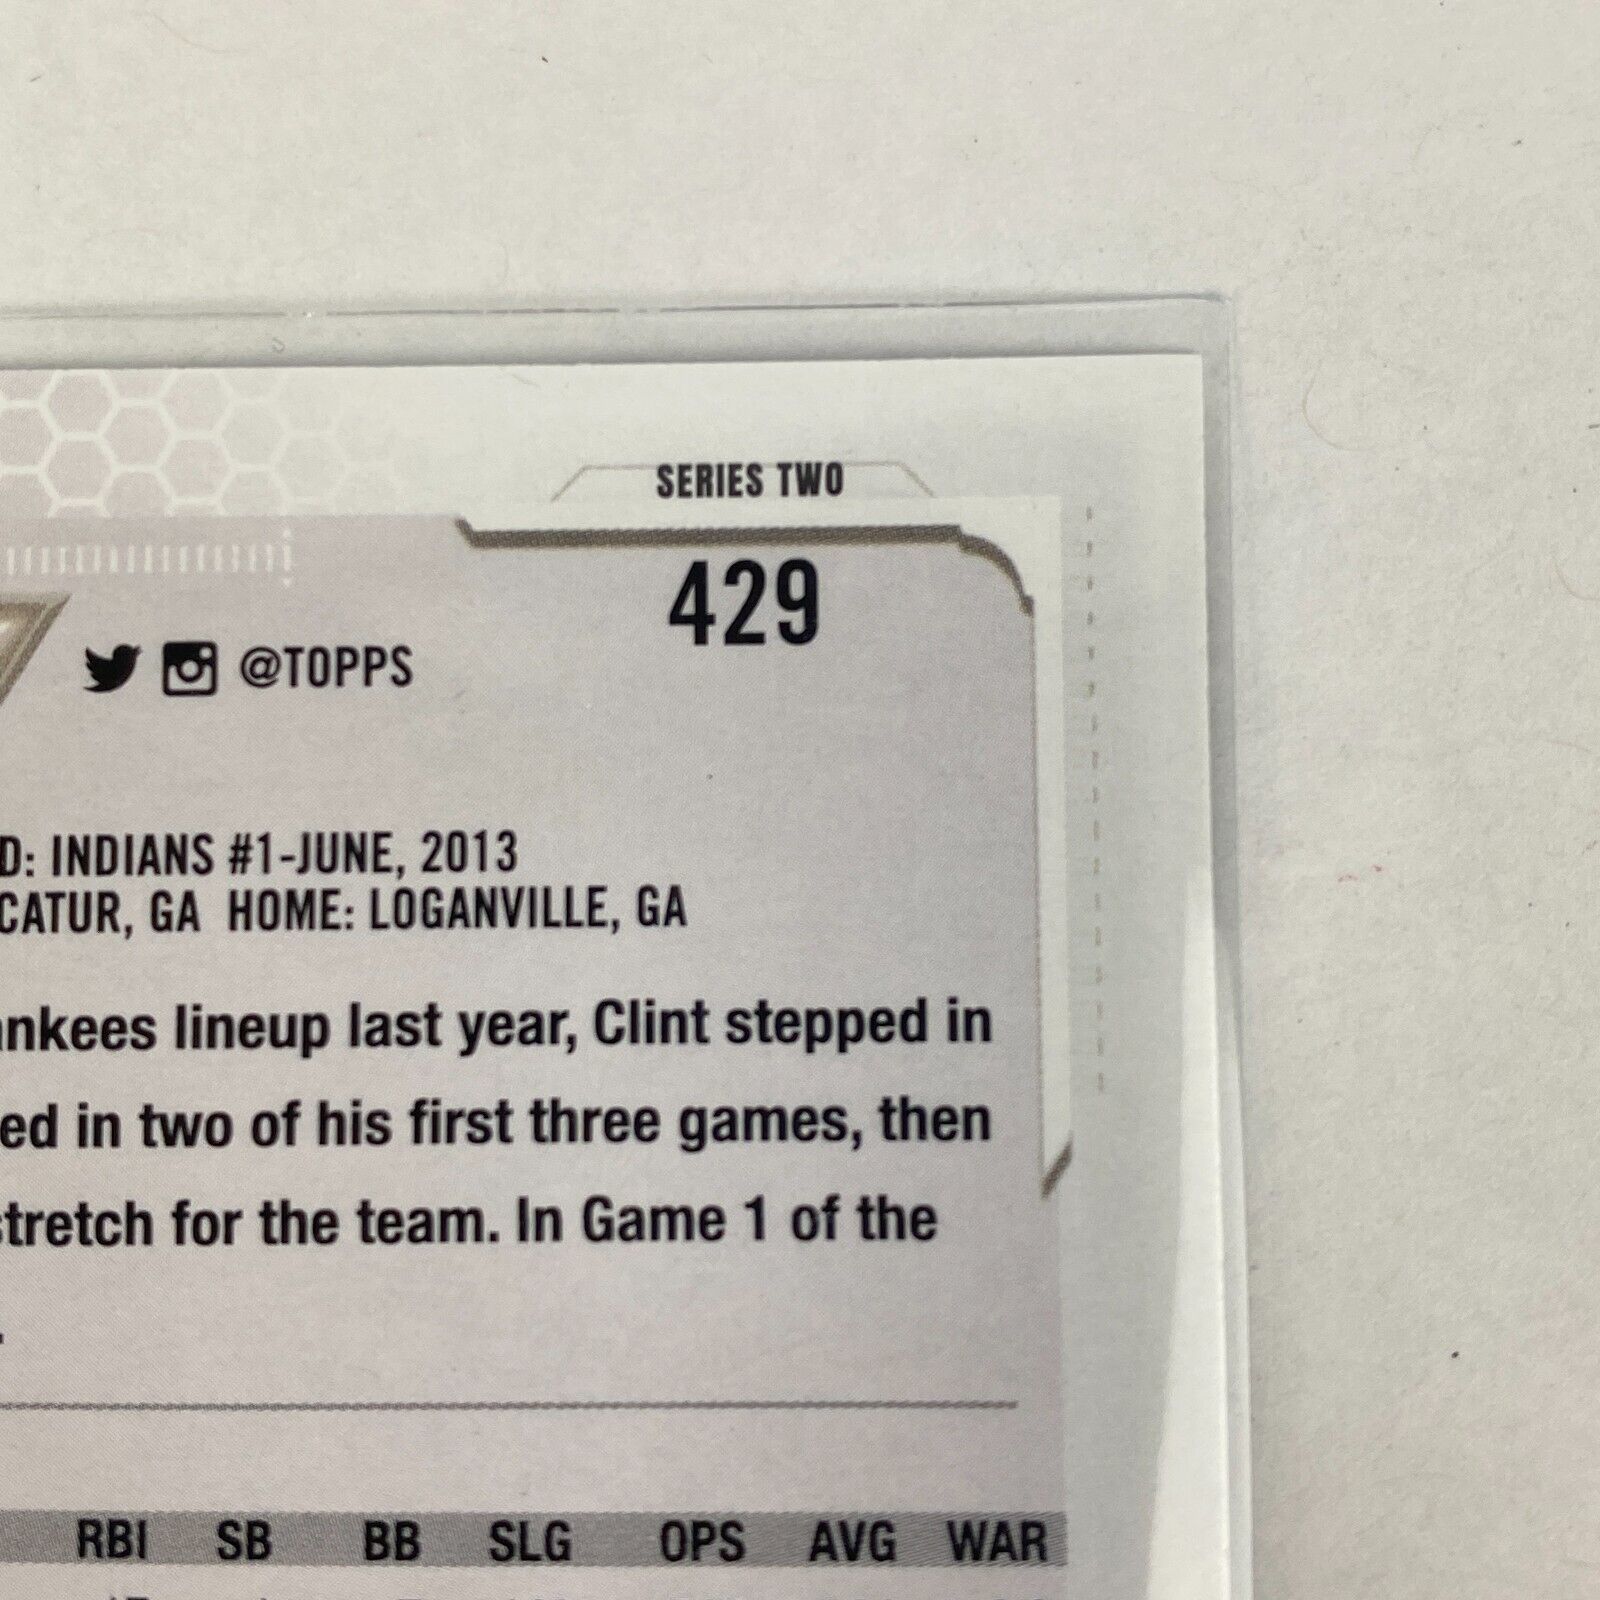 SERIES TWO
429
@TOPPS
D: INDIANS #1-JUNE, 2013
CATUR, GA HOME: LOGANVILLE, GA
ankees lineup last year, Clint stepped in
ed in two of his first three games, then
stretch for the team. In Game 1 of the
RBI SB BB SLG OPS AVG WAR